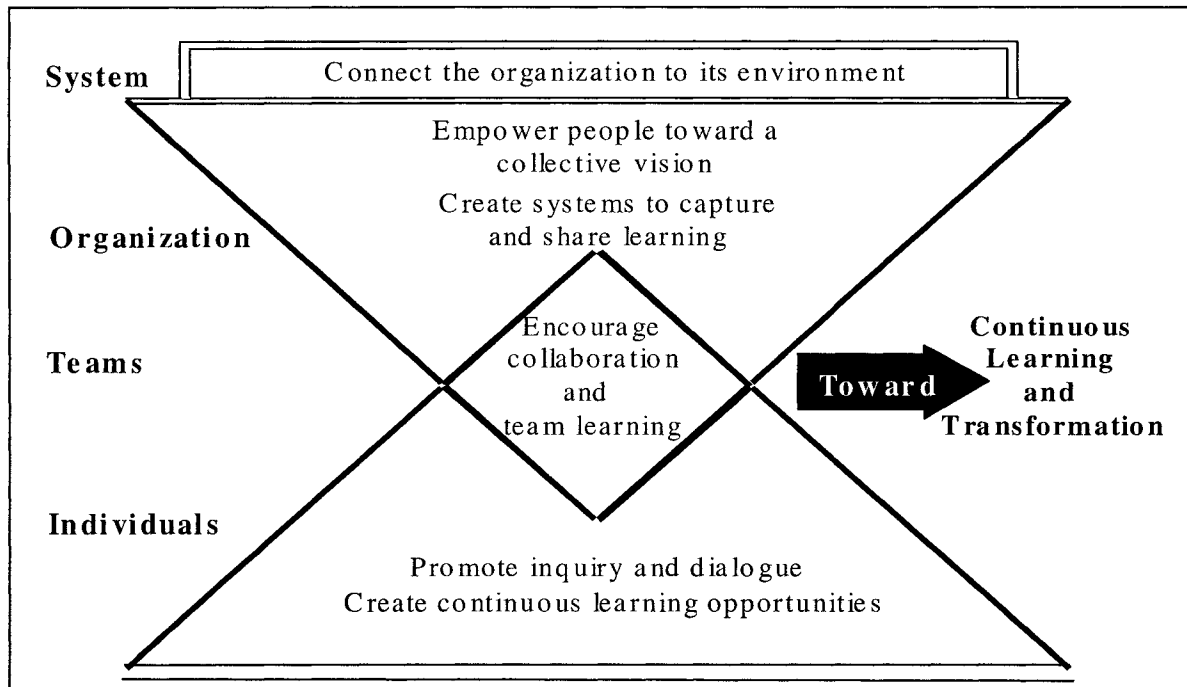 System
Connect the organization to its environment
Empower people toward a
collective vision
Create systems to capture
and share learning
Organization
Teams
Encourage
collaboration
and
team learning
Toward
Continuous
Learning
and
Transformation
Individuals
Promote inquiry and dialogue
Create continuous learning opportunities